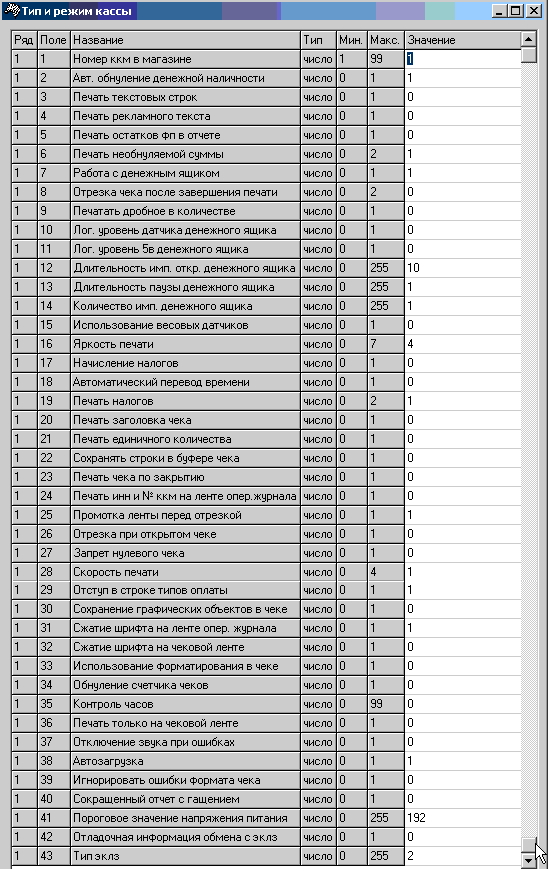 Тип и режим кассы
Ряд Поле Название Тип Мин. Макс. Значение
1 1 Номер ккм в магазине число 1 99 1
1 2 Авт. обнуление денежной наличности число 0 1 1
1 3 Печать текстовых строк число 0 1 0
1 4 Печать рекламного текста число 0 1 0
1 5 Печать остатков фп в отчете число 0 1 0
1 6 Печать необнуляемой суммы число 0 2 1
1 7 Работа с денежным ящиком число 0 1 1
1 8 Отрезка чека после завершения печати число 0 2 0
1 9 Печатать дробное в количестве число 0 1 0
1 10 Лог. уровень датчика денежного ящика число 0 1 0
1 11 Лог. уровень 5в денежного ящика число 0 1 0
1 12 Длительность имп. откр. денежного ящика число 0 255 10
1 13 Длительность паузы денежного ящика число 0 255 1
1 14 Количество имп. денежного ящика число 0 255 1
1 15 Использование весовых датчиков число 0 1 0
1 16 Яркость печати число 0 7 4
1 17 Начисление налогов число 0 1 0
1 18 Автоматический перевод времени число 0 1 0
1 19 Печать налогов число 0 2 1
1 20 Печать заголовка чека число 0 1 0
1 21 Печать единичного количества число 0 1 0
1 22 Сохранять строки в буфере чека число 0 1 0
1 23 Печать чека по закрытию число 0 1 0
1 24 Печать инн и № ккм на ленте опер.журнала число 0 1 0
1 25 Промотка ленты перед отрезкой число 0 1 1
1 26 Отрезка при открытом чеке число 0 1 0
1 27 Запрет нулевого чека число 0 1 0
1 28 Скорость печати число 0 4 1
1 29 Отступ в строке типов оплаты число 0 1 1
1 30 Сохранение графических объектов в чеке число 0 1 0
1 31 Сжатие шрифта на ленте опер. журнала число 0 1 1
1 32 Сжатие шрифта на чековой ленте число 0 1 0
1 33 Использование форматирования в чеке число 0 1 0
1 34 Обнуление счетчика чеков число 0 1 0
1 35 Контроль часов число 0 99 0
1 36 Печать только на чековой ленте число 0 1 0
1 37 Отключение звука при ошибках число 0 1 0
1 38 Автозагрузка число 0 1 1
1 39 Игнорировать ошибки формата чека число 0 1 0
1 40 Сокращенный отчет с гащением число 0 1 0
1 41 Пороговое значение напряжения питания число 0 255 192
1 42 Отладочная информация обмена с эклз число 0 1 0
1 43 Тип эклз число 0 255 2